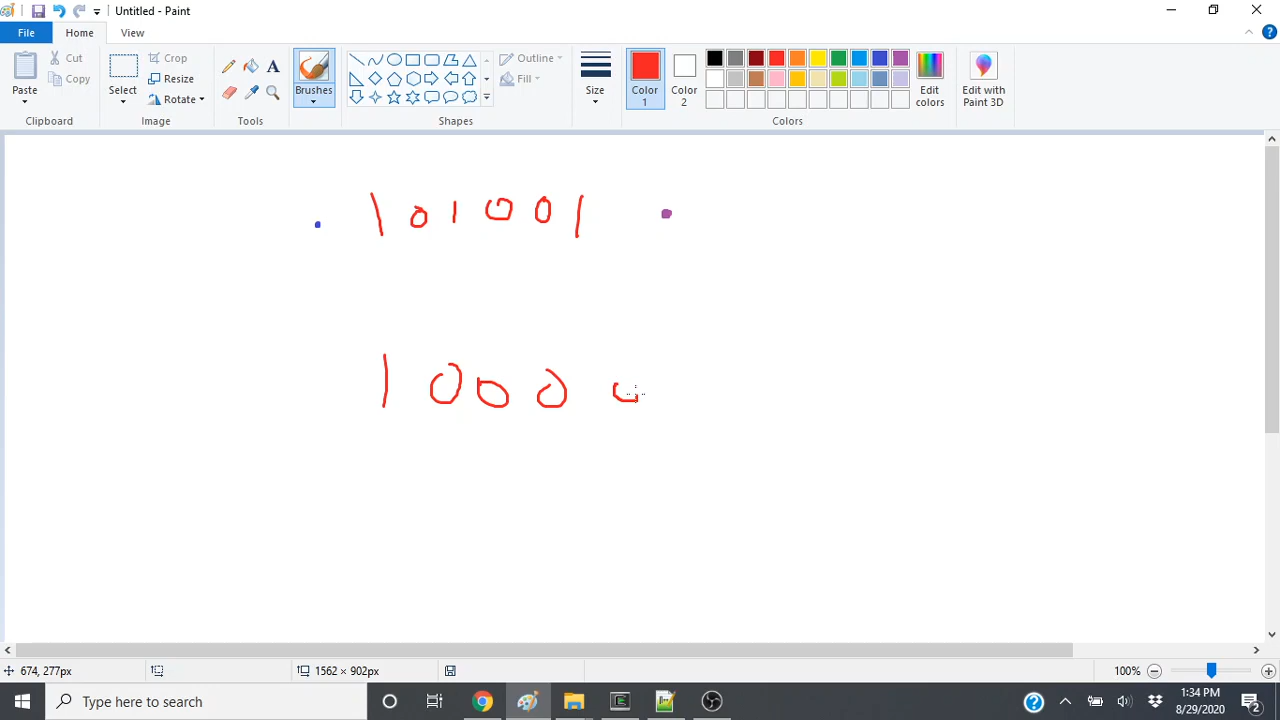 Untitled - Paint
File Home View
Paste
Cut
Copy
Clipboard
Select
Crop
Resize
Rotate
Image
A
Tools
Brushes
Shapes
Outline
Fill
Size
Color 1
Color 2
Colors
Edit colors
Edit with Paint 3D
101001
1000
674, 277px
1562 × 902px
100%
Type here to search
1:34 PM
8/29/2020
2